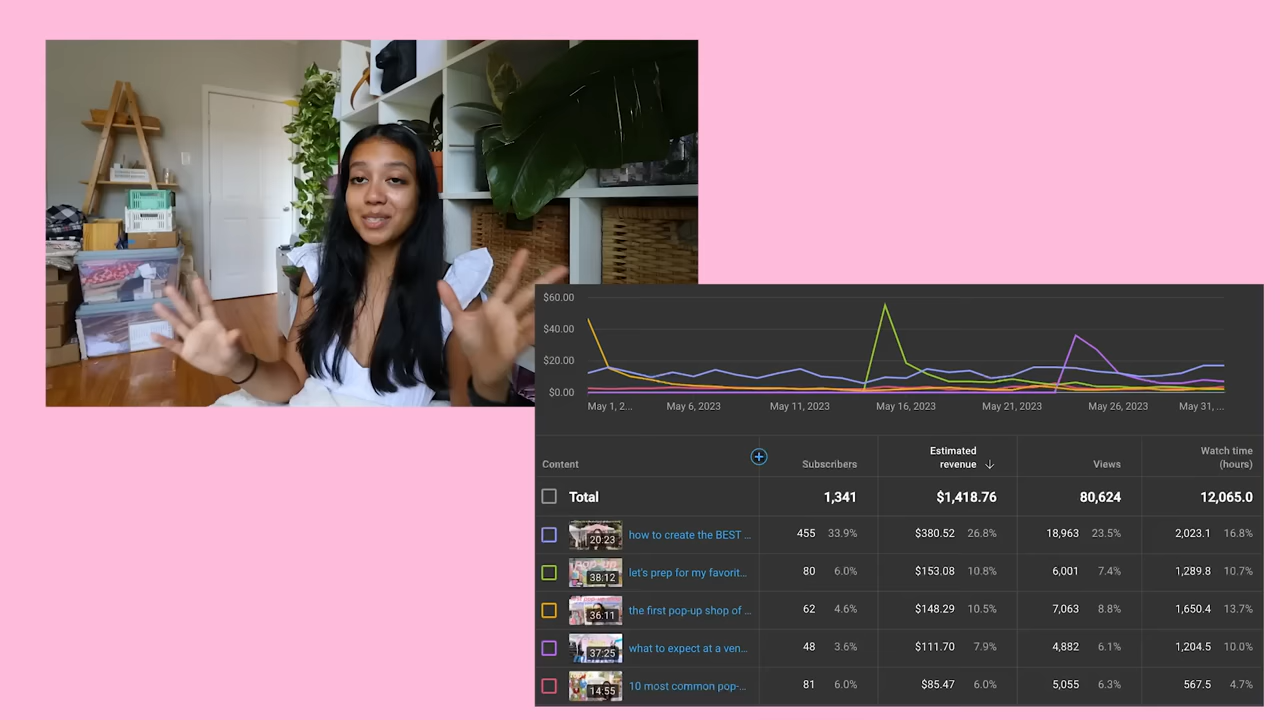 $60.00
$40.00
$20.00
$0.00
May 1, 2... May 6, 2023 May 11, 2023 May 16, 2023 May 21, 2023 May 26, 2023 May 31, ...
Content Subscribers Estimated revenue ↓ Views Watch time (hours)
Total 1,341 $1,418.76 80,624 12,065.0
20:23 how to create the BEST ... 455 33.9% $380.52 26.8% 18,963 23.5% 2,023.1 16.8%
38:12 let's prep for my favorit... 80 6.0% $153.08 10.8% 6,001 7.4% 1,289.8 10.7%
36:11 the first pop-up shop of ... 62 4.6% $148.29 10.5% 7,063 8.8% 1,650.4 13.7%
37:25 what to expect at a ven... 48 3.6% $111.70 7.9% 4,882 6.1% 1,204.5 10.0%
14:55 10 most common pop-... 81 6.0% $85.47 6.0% 5,055 6.3% 567.5 4.7%